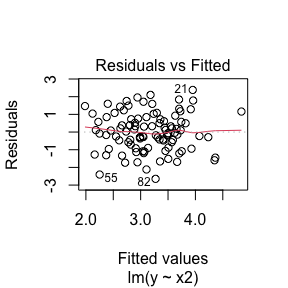 Residuals vs Fitted
Residuals
3
1
-1
-3
21
55
82
2.0
3.0
4.0
Fitted values
lm(y ~ x2)